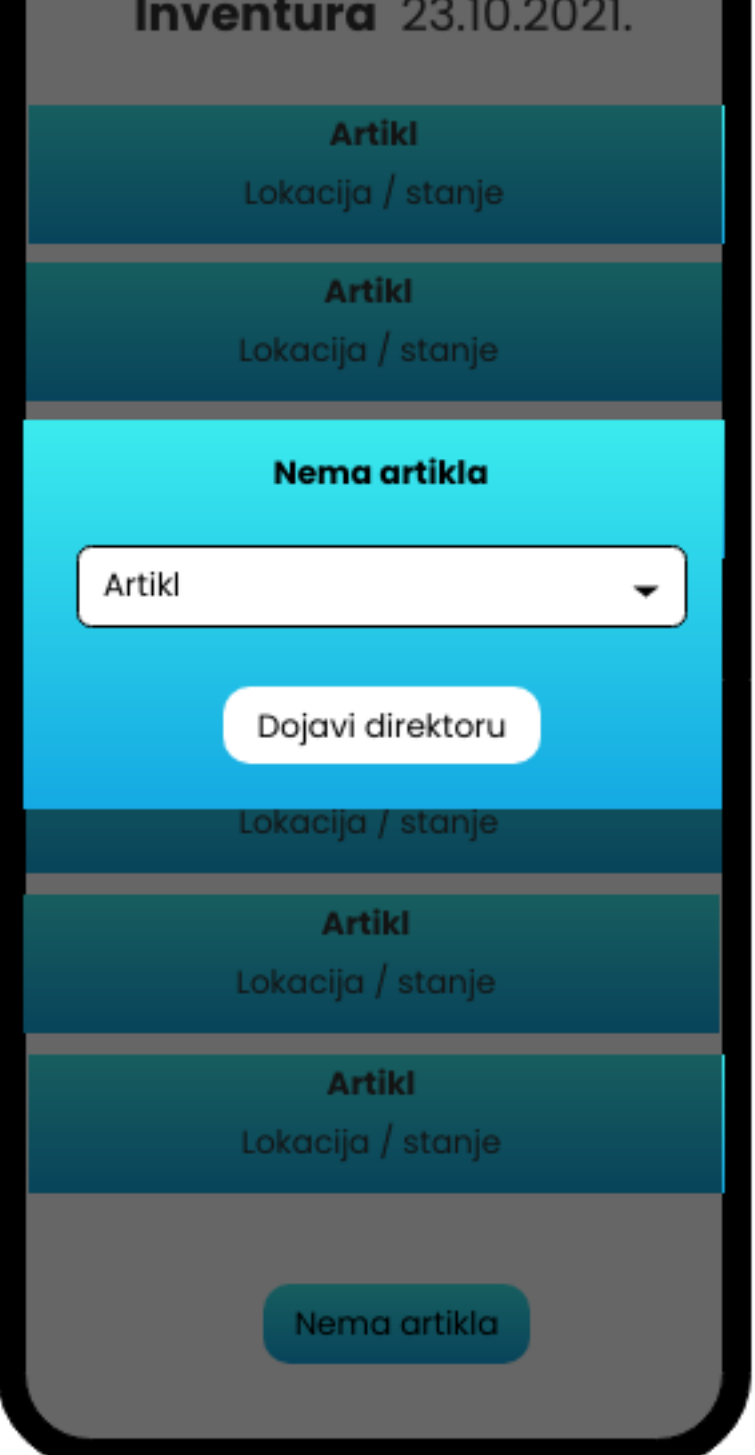 Inventura 23.10.2021.
Artikl
Lokacija / stanje
Artikl
Lokacija / stanje
Nema artikla
Artikl
Dojavi direktoru
Lokacija / stanje
Artikl
Lokacija / stanje
Artikl
Lokacija / stanje
Nema artikla